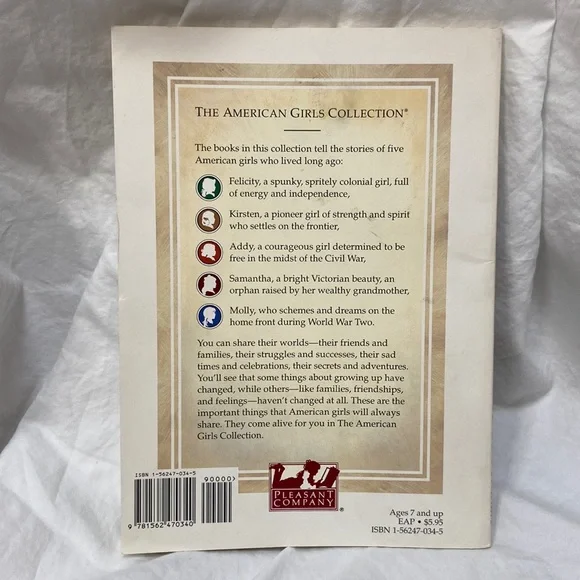 THE AMERICAN GIRLS COLLECTION®
The books in this collection tell the stories of five
American girls who lived long ago:
Felicity, a spunky, spritely colonial girl, full
of energy and independence,
Kirsten, a pioneer girl of strength and spirit
who settles on the frontier,
Addy, a courageous girl determined to be
free in the midst of the Civil War,
Samantha, a bright Victorian beauty, an
orphan raised by her wealthy grandmother,
Molly, who schemes and dreams on the
home front during World War Two.
You can share their worlds—their friends and
families, their struggles and successes, their sad
times and celebrations, their secrets and adventures.
You'll see that some things about growing up have
changed, while others—like families, friendships,
and feelings—haven't changed at all. These are the
important things that American girls will always
share. They come alive for you in The American
Girls Collection.
ISBN 1-56247-034-5
90000>
9 781562 470340
PLEASANT
COMPANY®
Ages 7 and up
EAP • $5.95
ISBN 1-56247-034-5